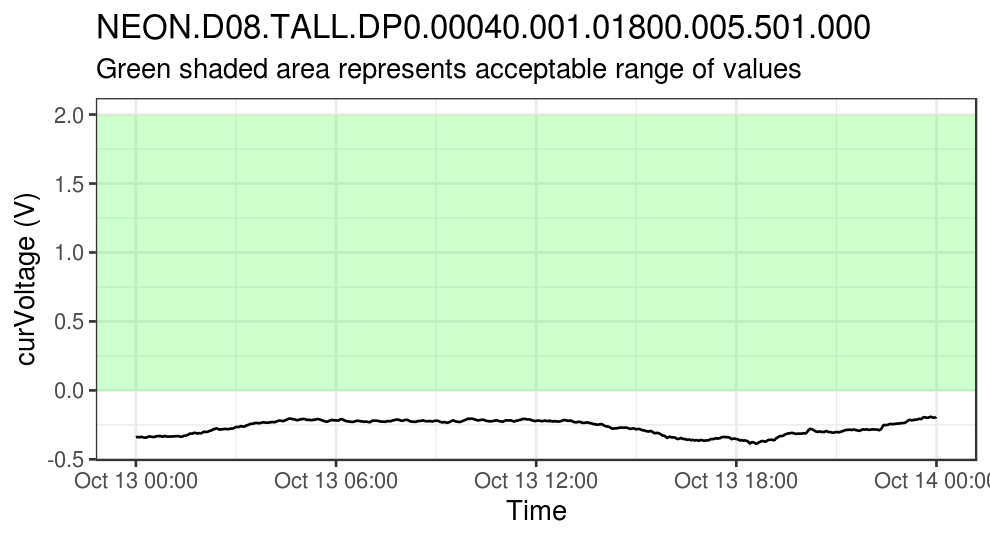 NEON.D08.TALL.DP0.00040.001.01800.005.501.000
Green shaded area represents acceptable range of values
curVoltage (V)
2.0
1.5
1.0
0.5
0.0
-0.5
Oct 13 00:00 Oct 13 06:00 Oct 13 12:00 Oct 13 18:00 Oct 14 00:00
Time